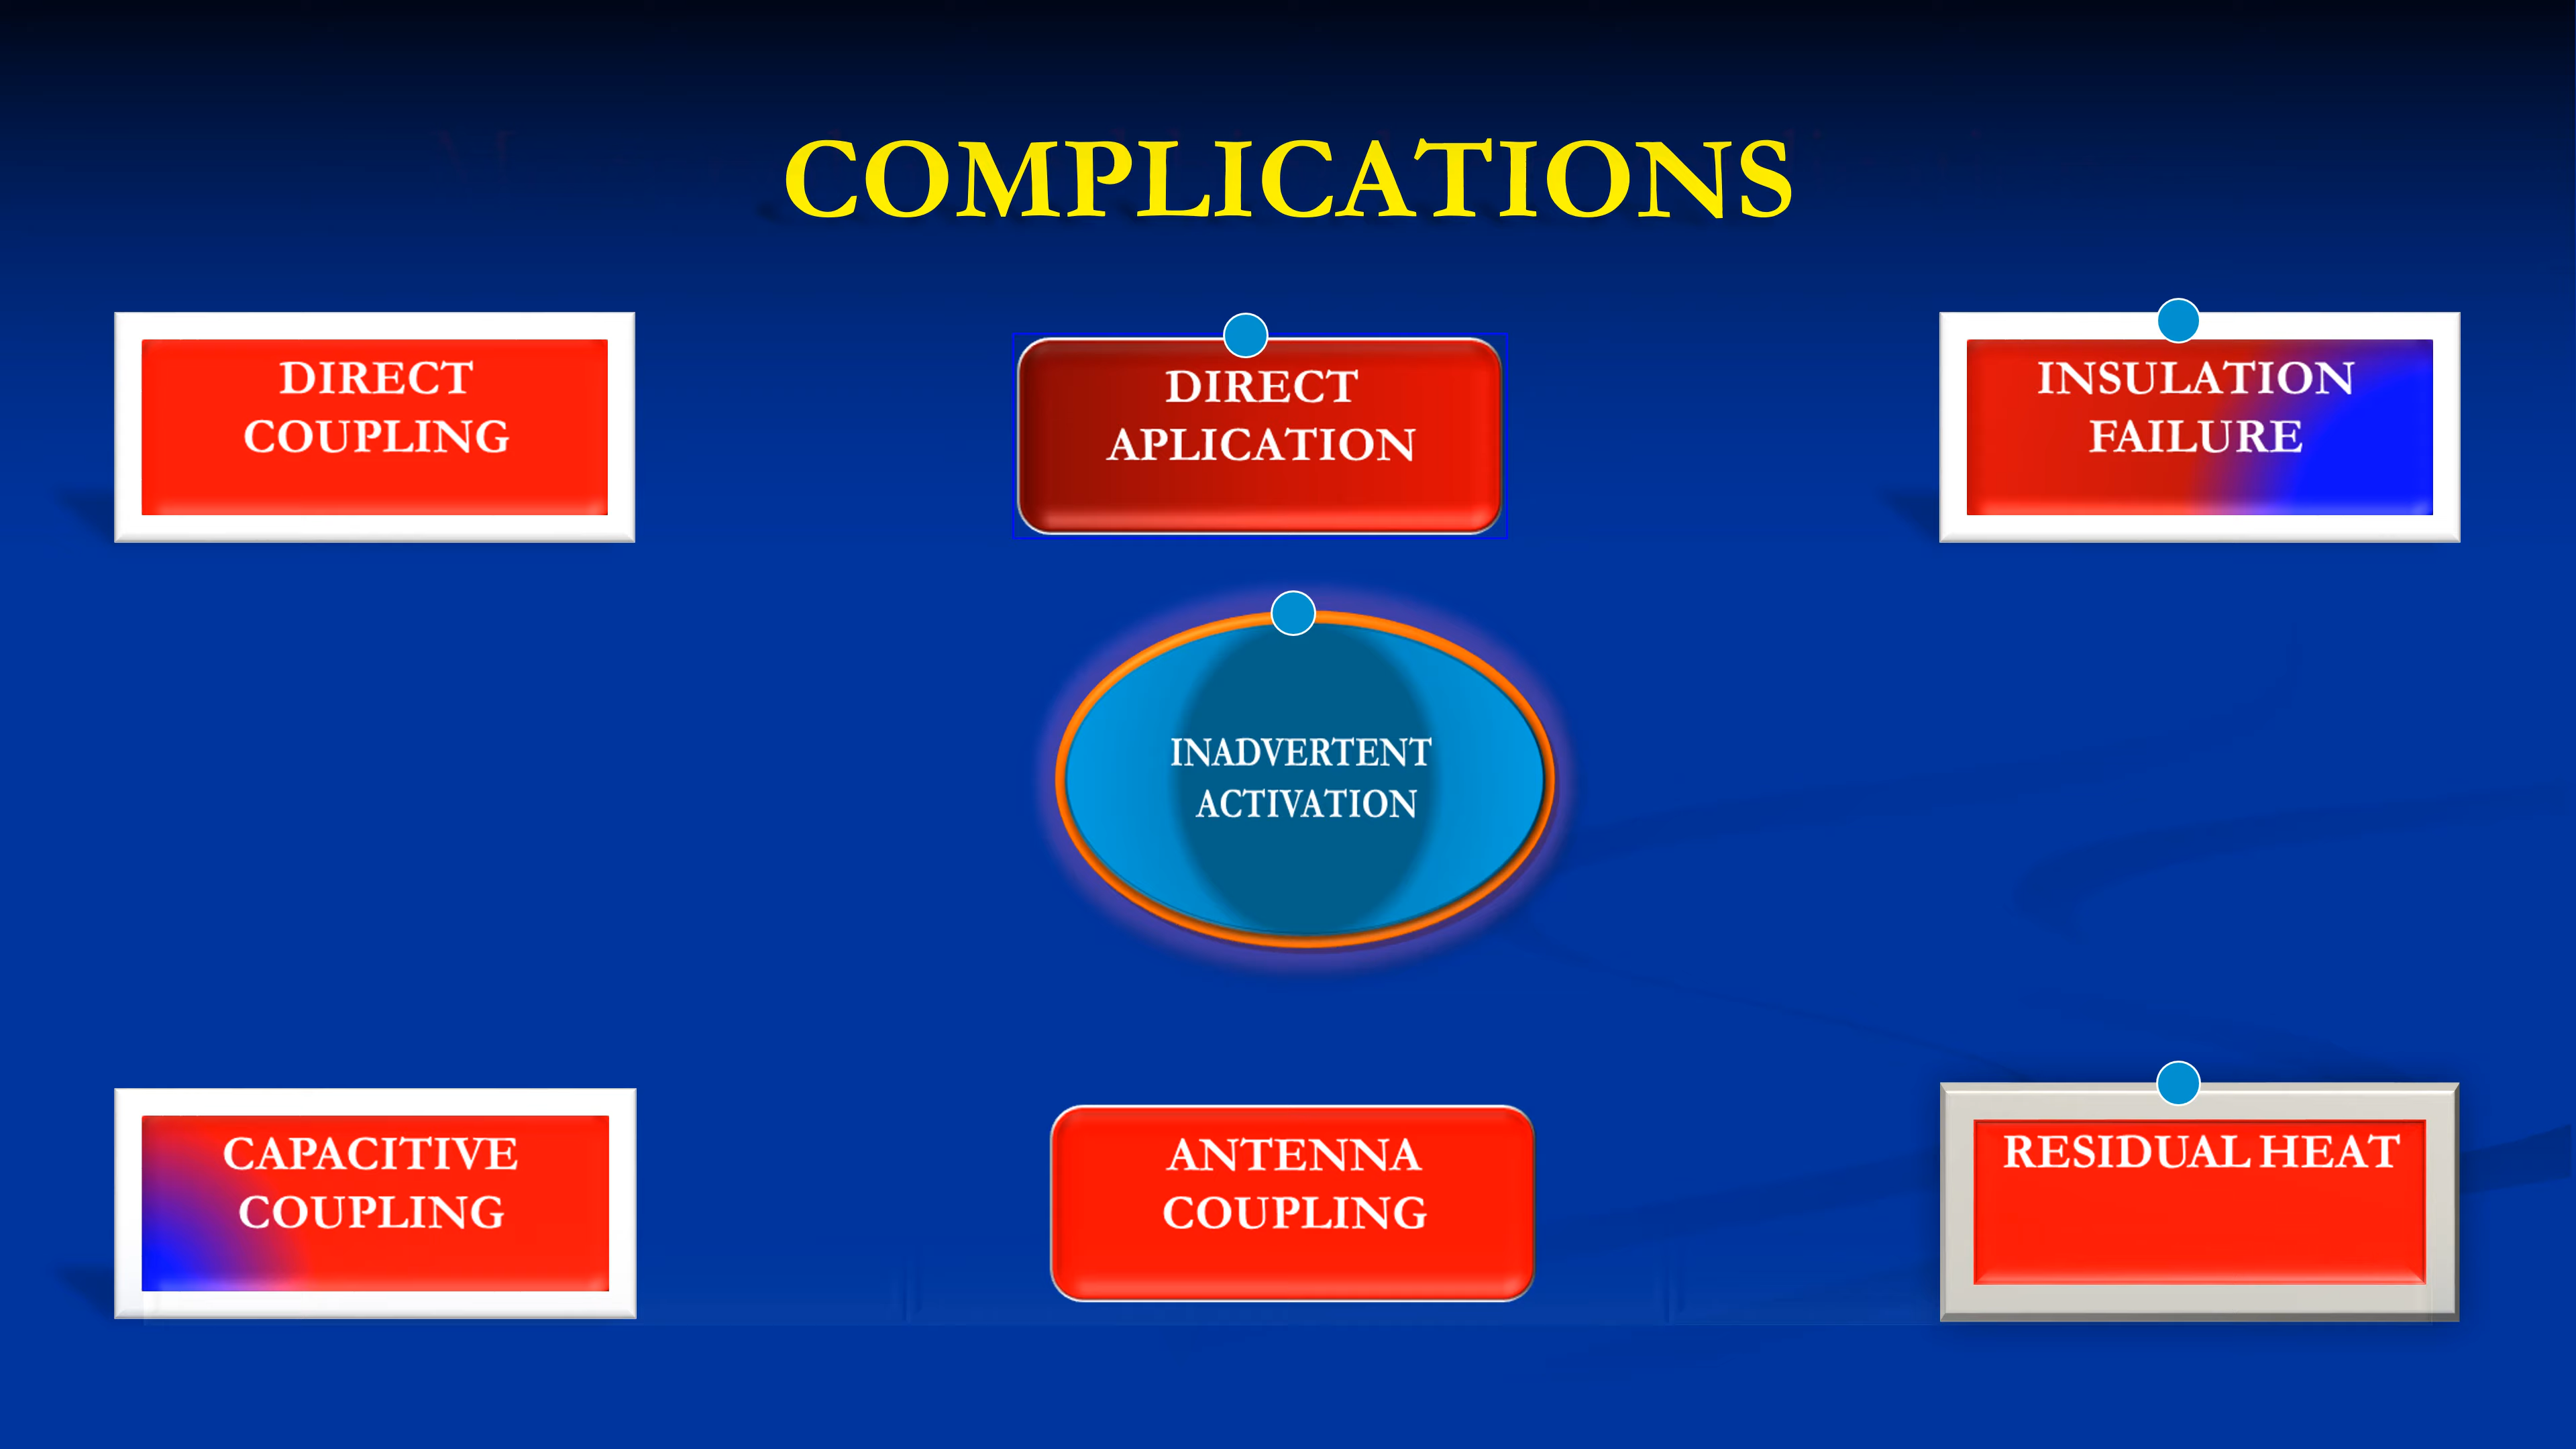 COMPLICATIONS
DIRECT
COUPLING
DIRECT
APLICATION
INSULATION
FAILURE
INADVERTENT
ACTIVATION
CAPACITIVE
COUPLING
ANTENNA
COUPLING
RESIDUAL HEAT